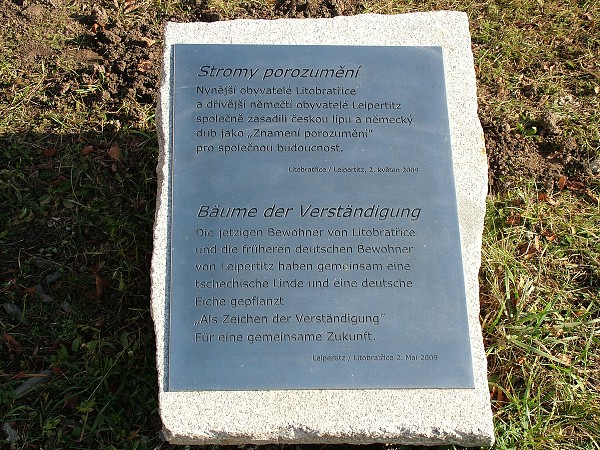 Stromy porozumění
Nynější obyvatelé Litobratřice
a dřívější němečtí obyvatelé Leipertitz
společně zasadili českou lípu a německý
dub jako „Znamení porozumění"
pro společnou budoucnost.
Litobratřice / Leipertitz, 2. květen 2009
Bäume der Verständigung
Die jetzigen Bewohner von Litobratřice
und die früheren deutschen Bewohner
von Leipertitz haben gemeinsam eine
tschechische Linde und eine deutsche
Eiche gepflanzt
„Als Zeichen der Verständigung"
Für eine gemeinsame Zukunft.
Leipertitz / Litobratřice 2. Mai 2009